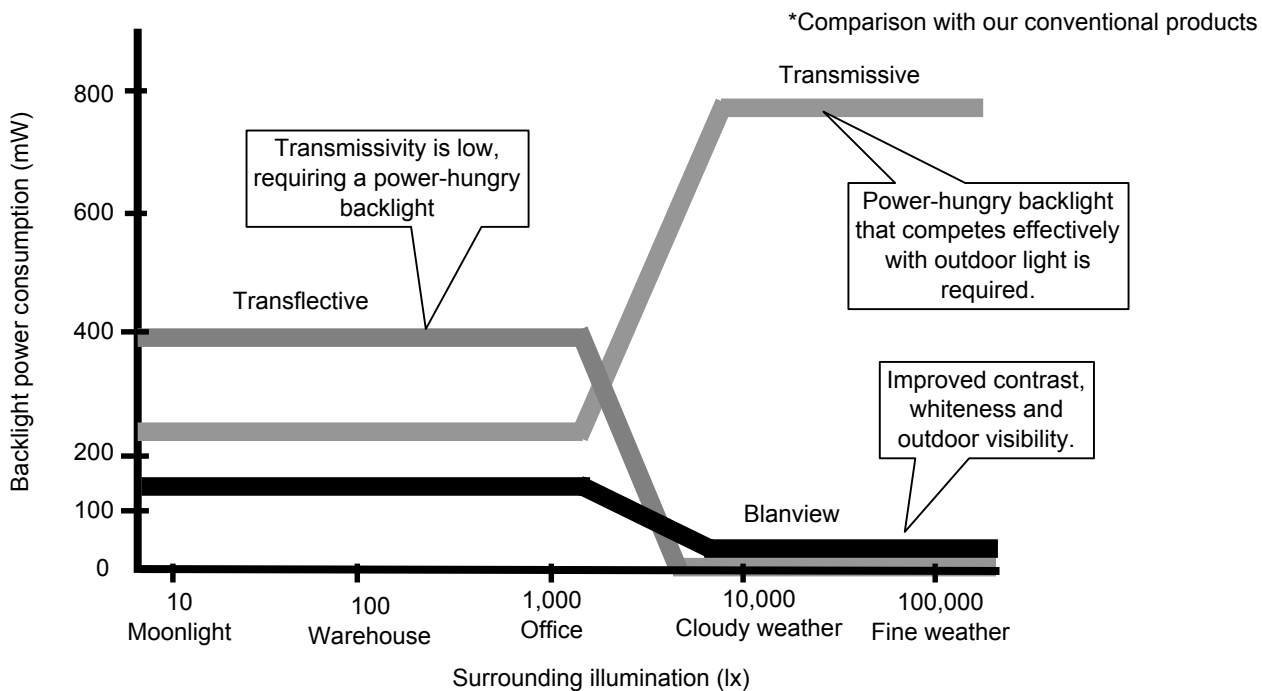 *Comparison with our conventional products
Transmissive
800
Transmissivity is low,
requiring a power-hungry
backlight
Power-hungry backlight
that competes effectively
with outdoor light is
required.
600
Backlight power consumption (mW)
Transflective
400
Improved contrast,
whiteness and
outdoor visibility.
200
100
Blanview
0
10
100
1,000
10,000
100,000
Moonlight
Warehouse
Office
Cloudy weather
Fine weather
Surrounding illumination (lx)